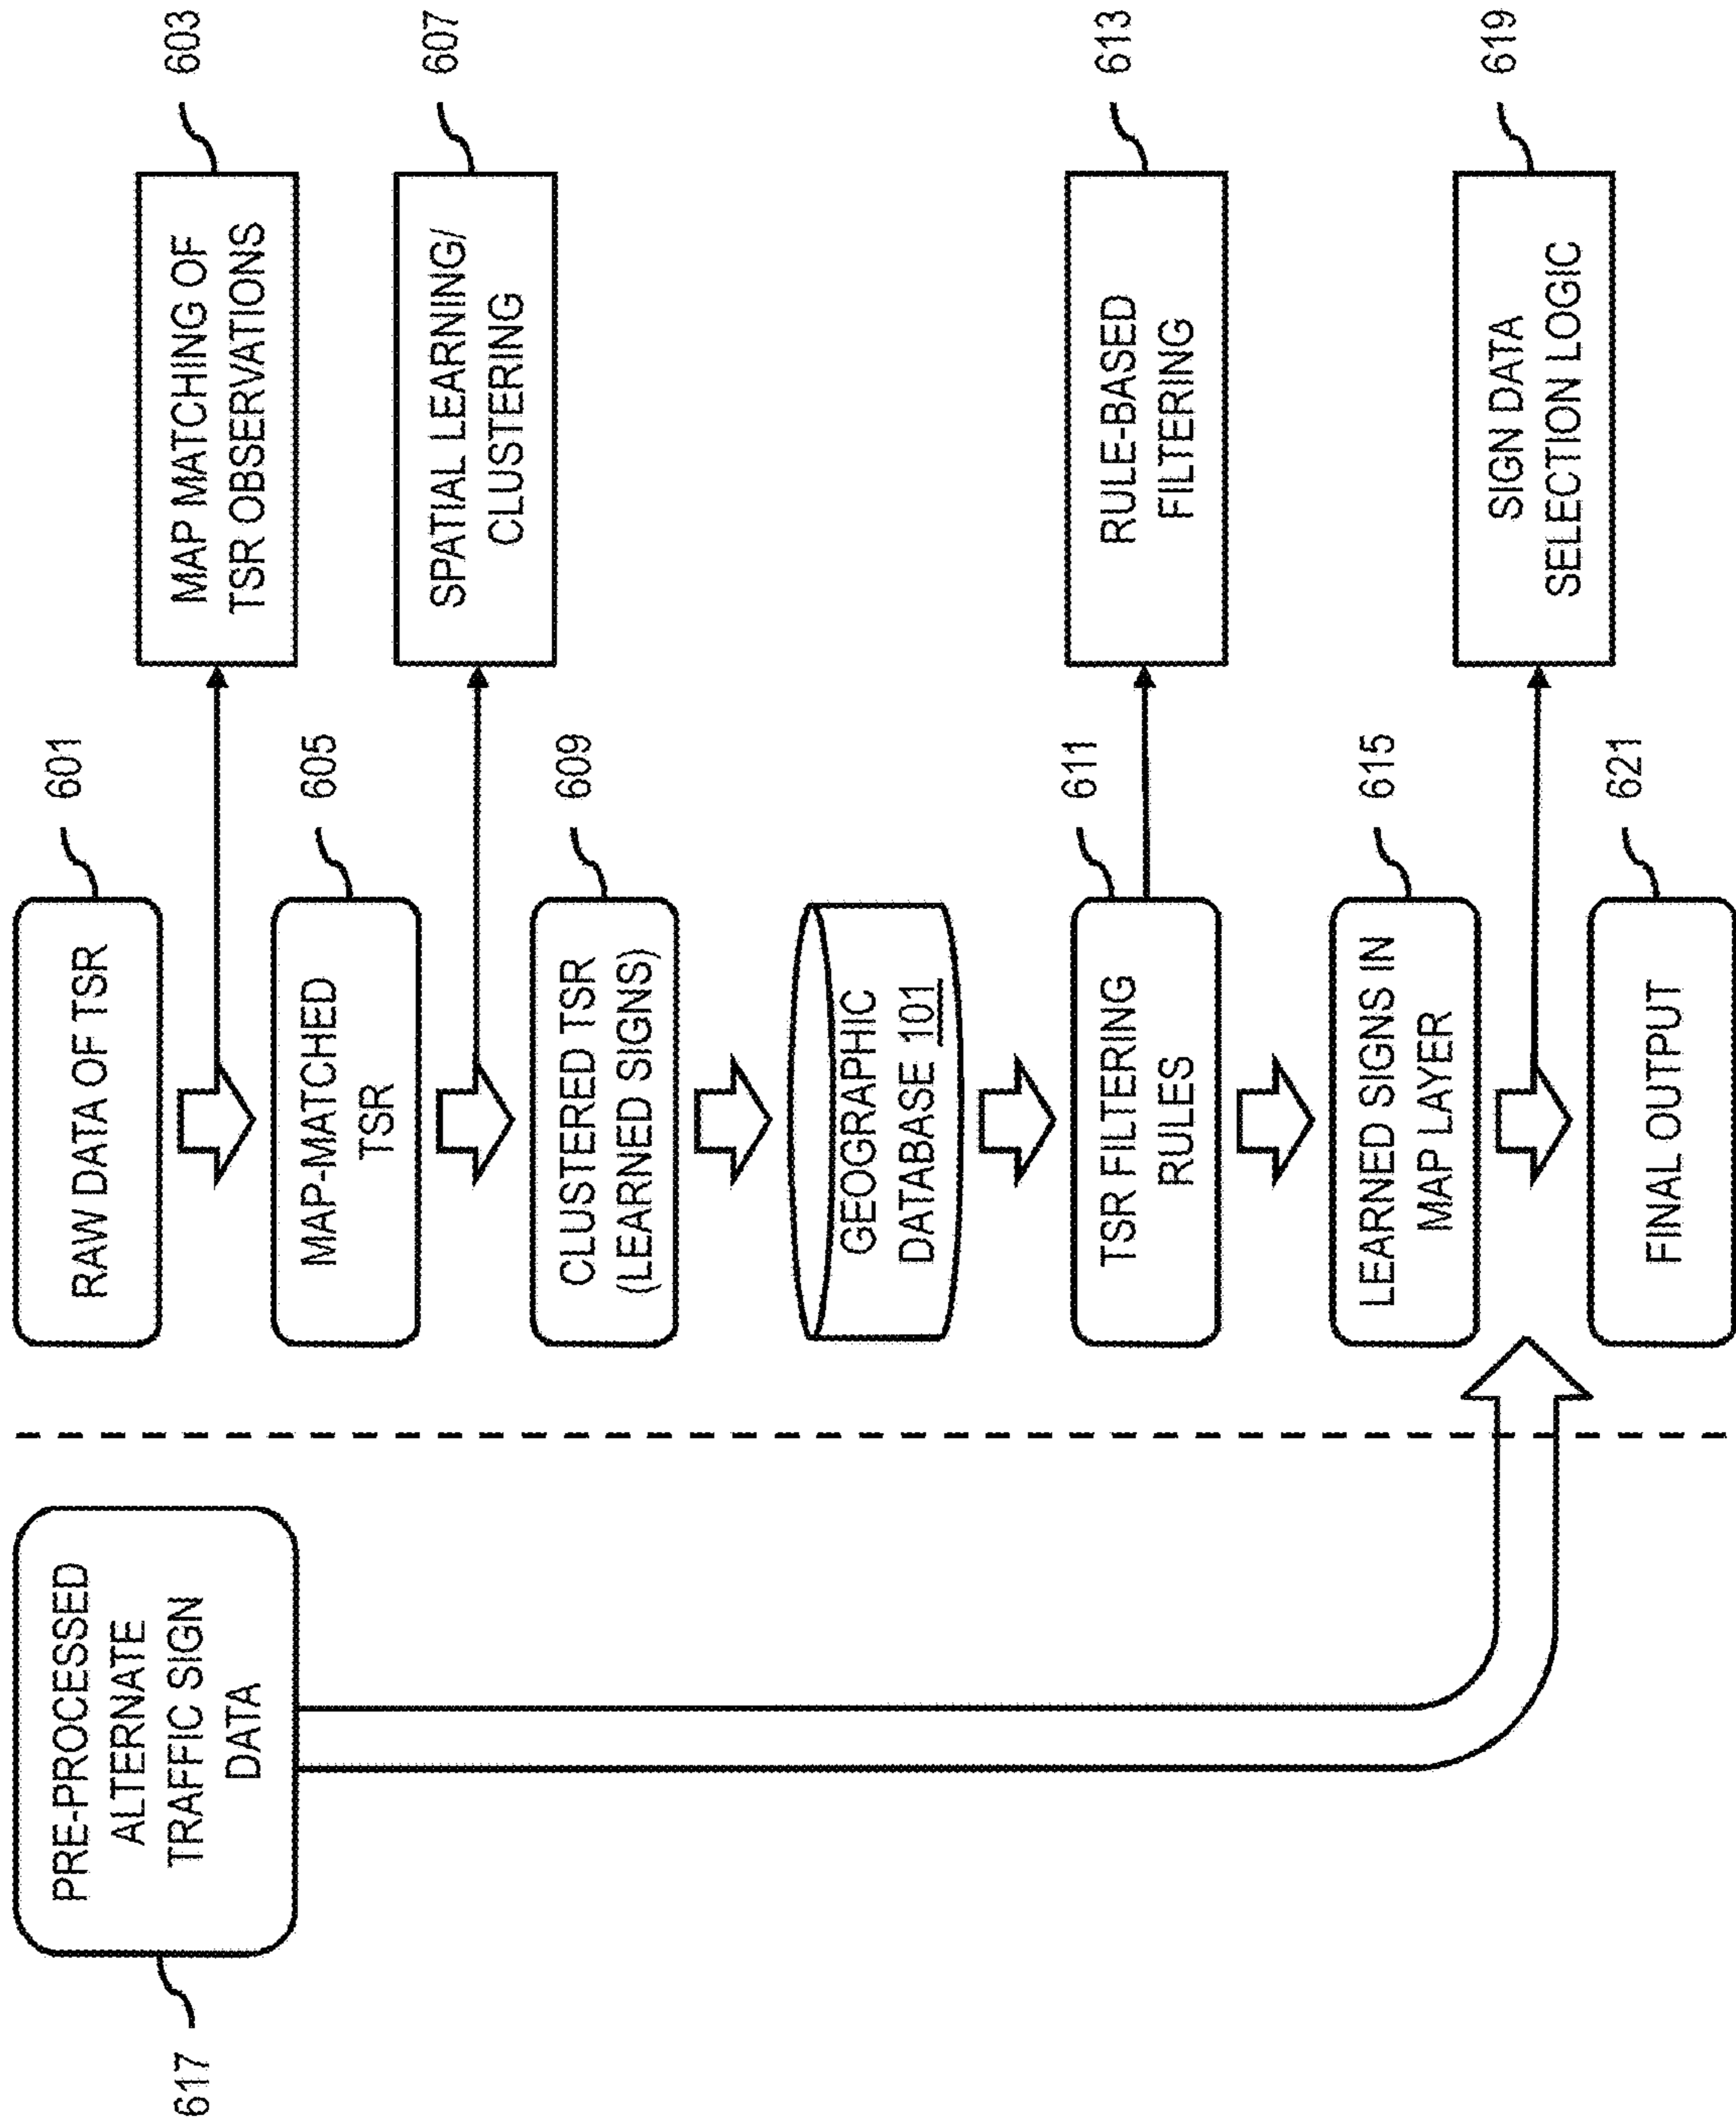 PRE-PROCESSED
ALTERNATE
TRAFFIC SIGN
DATA
617
RAW DATA OF TSR
601
MAP MATCHING OF
TSR OBSERVATIONS
603
MAP-MATCHED
TSR
605
SPATIAL LEARNING/
CLUSTERING
607
CLUSTERED TSR
(LEARNED SIGNS)
609
GEOGRAPHIC
DATABASE 101
TSR FILTERING
RULES
611
RULE-BASED
FILTERING
613
LEARNED SIGNS IN
MAP LAYER
615
SIGN DATA
SELECTION LOGIC
619
FINAL OUTPUT
621